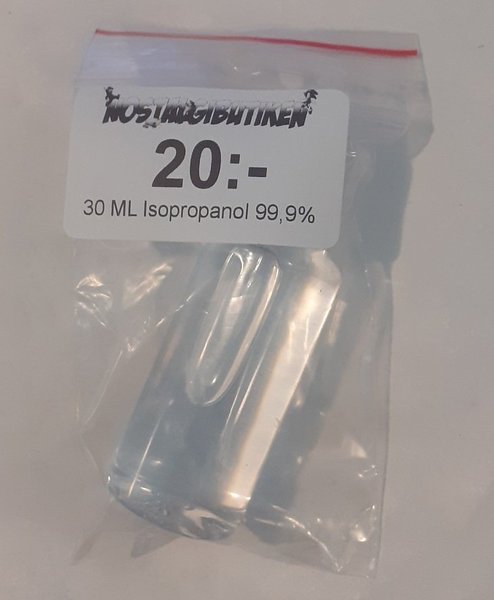 NOSTALGIBUTIKEN
20:-
30 ML Isopropanol 99,9%